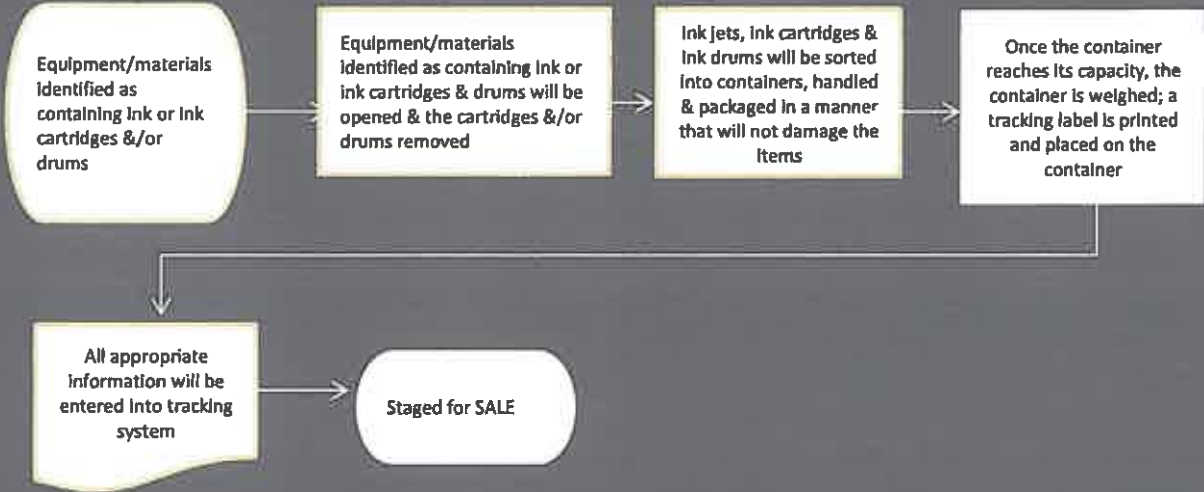 Equipment/materials
identified as
containing ink or ink
cartridges &/or
drums
Equipment/materials
identified as containing ink or
ink cartridges & drums will be
opened & the cartridges &/or
drums removed
Ink jets, ink cartridges &
ink drums will be sorted
into containers, handled
& packaged in a manner
that will not damage the
items
Once the container
reaches its capacity, the
container is weighed; a
tracking label is printed
and placed on the
container
All appropriate
information will be
entered into tracking
system
Staged for SALE